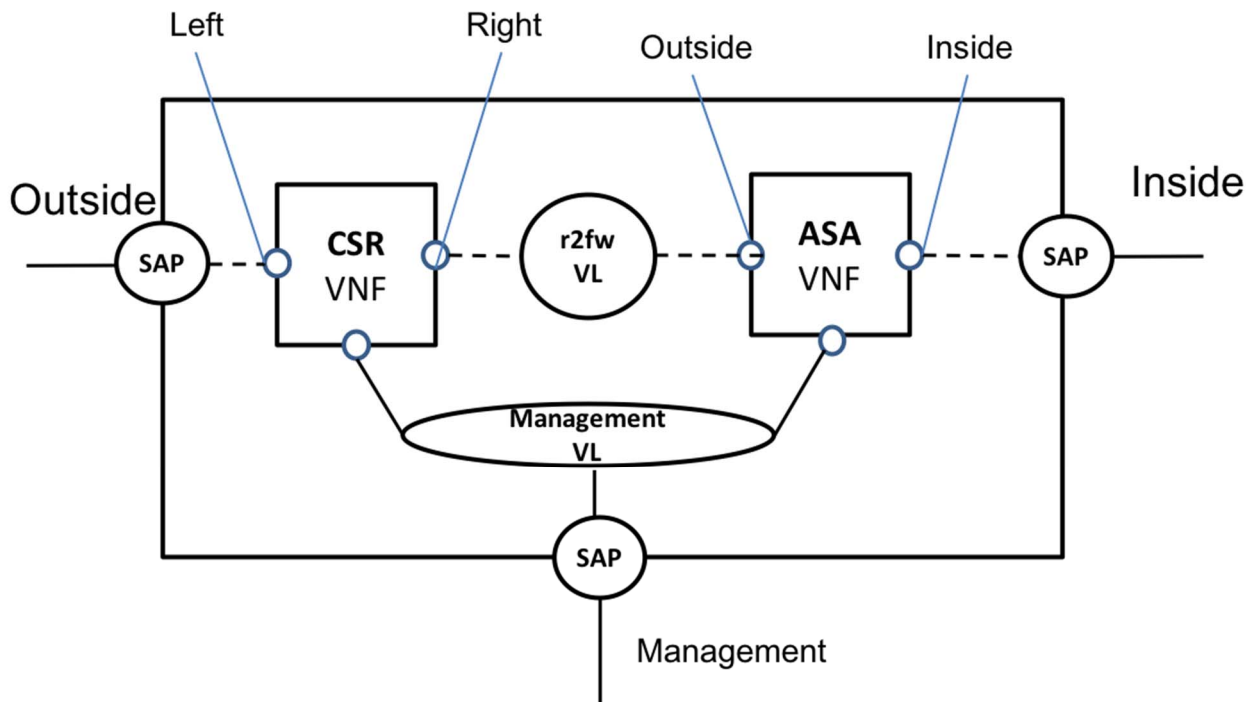 Left
Right
Outside
Inside
Outside
Inside
SAP
CSR
VNF
r2fw
VL
ASA
VNF
SAP
Management
VL
SAP
Management